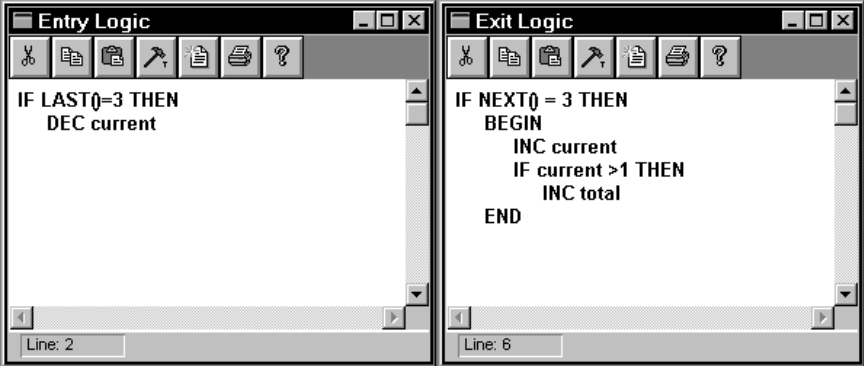 Entry Logic
IF LAST()=3 THEN
DEC current
Line: 2
Exit Logic
IF NEXT() = 3 THEN
BEGIN
INC current
IF current >1 THEN
INC total
END
Line: 6